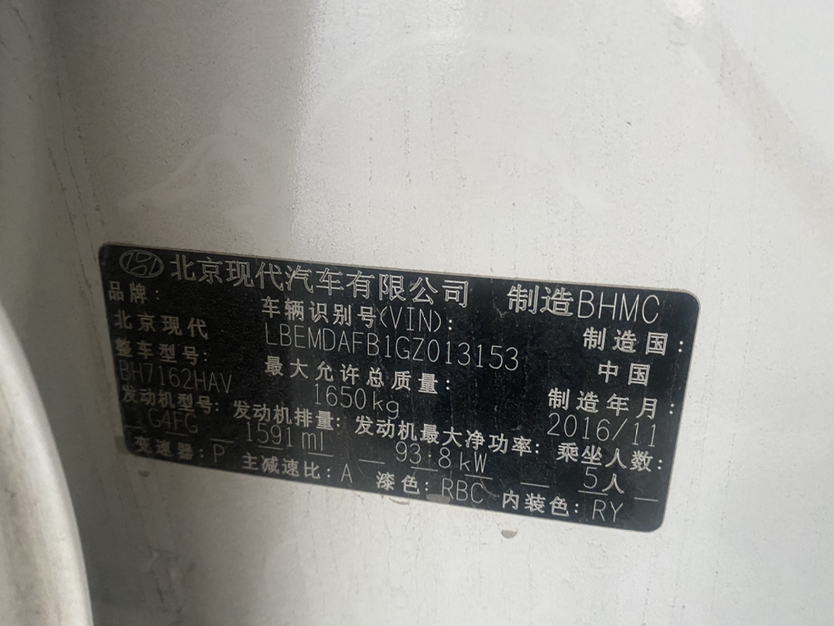 北京现代汽车有限公司 制造BHMC
品牌: 车辆识别号(VIN): 制造国:
北京现代 LBEMDAFB1GZ013153 中国
整车型号: 最大允许总质量: 制造年月:
BH7162HAV 1650kg 2016/11
发动机型号: 发动机排量: 发动机最大净功率: 乘坐人数:
G4FG 1591ml 93.8kW 5人
变速器: P 主减速比: A 漆色: RBC 内装色: RY